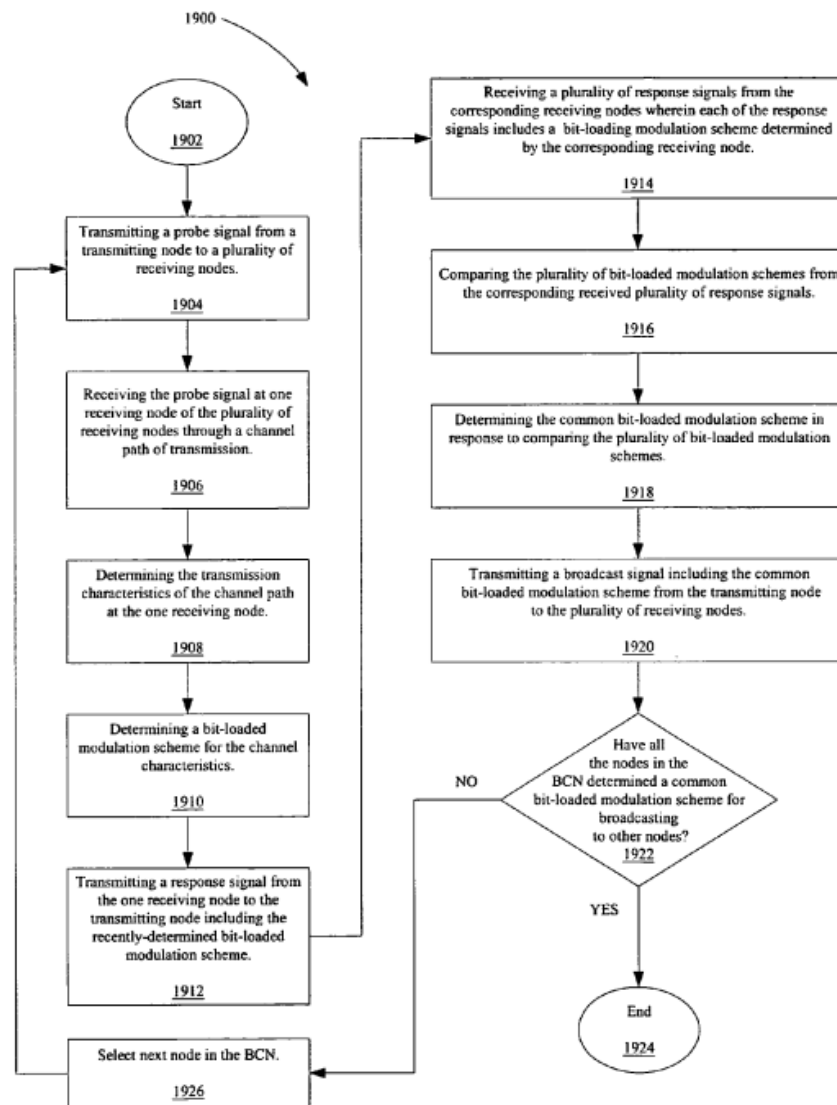 1900
Start
1902
Transmitting a probe signal from a
transmitting node to a plurality of
receiving nodes.
1904
Receiving the probe signal at one
receiving node of the plurality of
receiving nodes through a channel
path of transmission.
1906
Determining the transmission
characteristics of the channel path
at the one receiving node.
1908
Determining a bit-loaded
modulation scheme for the channel
characteristics.
1910
Transmitting a response signal from
the one receiving node to the
transmitting node including the
recently-determined bit-loaded
modulation scheme.
1912
Receiving a plurality of response signals from the
corresponding receiving nodes wherein each of the response
signals includes a bit-loading modulation scheme determined
by the corresponding receiving node.
1914
Comparing the plurality of bit-loaded modulation schemes from
the corresponding received plurality of response signals.
1916
Determining the common bit-loaded modulation scheme in
response to comparing the plurality of bit-loaded modulation
schemes.
1918
Transmitting a broadcast signal including the common
bit-loaded modulation scheme from the transmitting node
to the plurality of receiving nodes.
1920
Have all
the nodes in the
BCN determined a common
bit-loaded modulation scheme for
broadcasting
to other nodes?
1922
NO
YES
End
1924
Select next node in the BCN.
1926